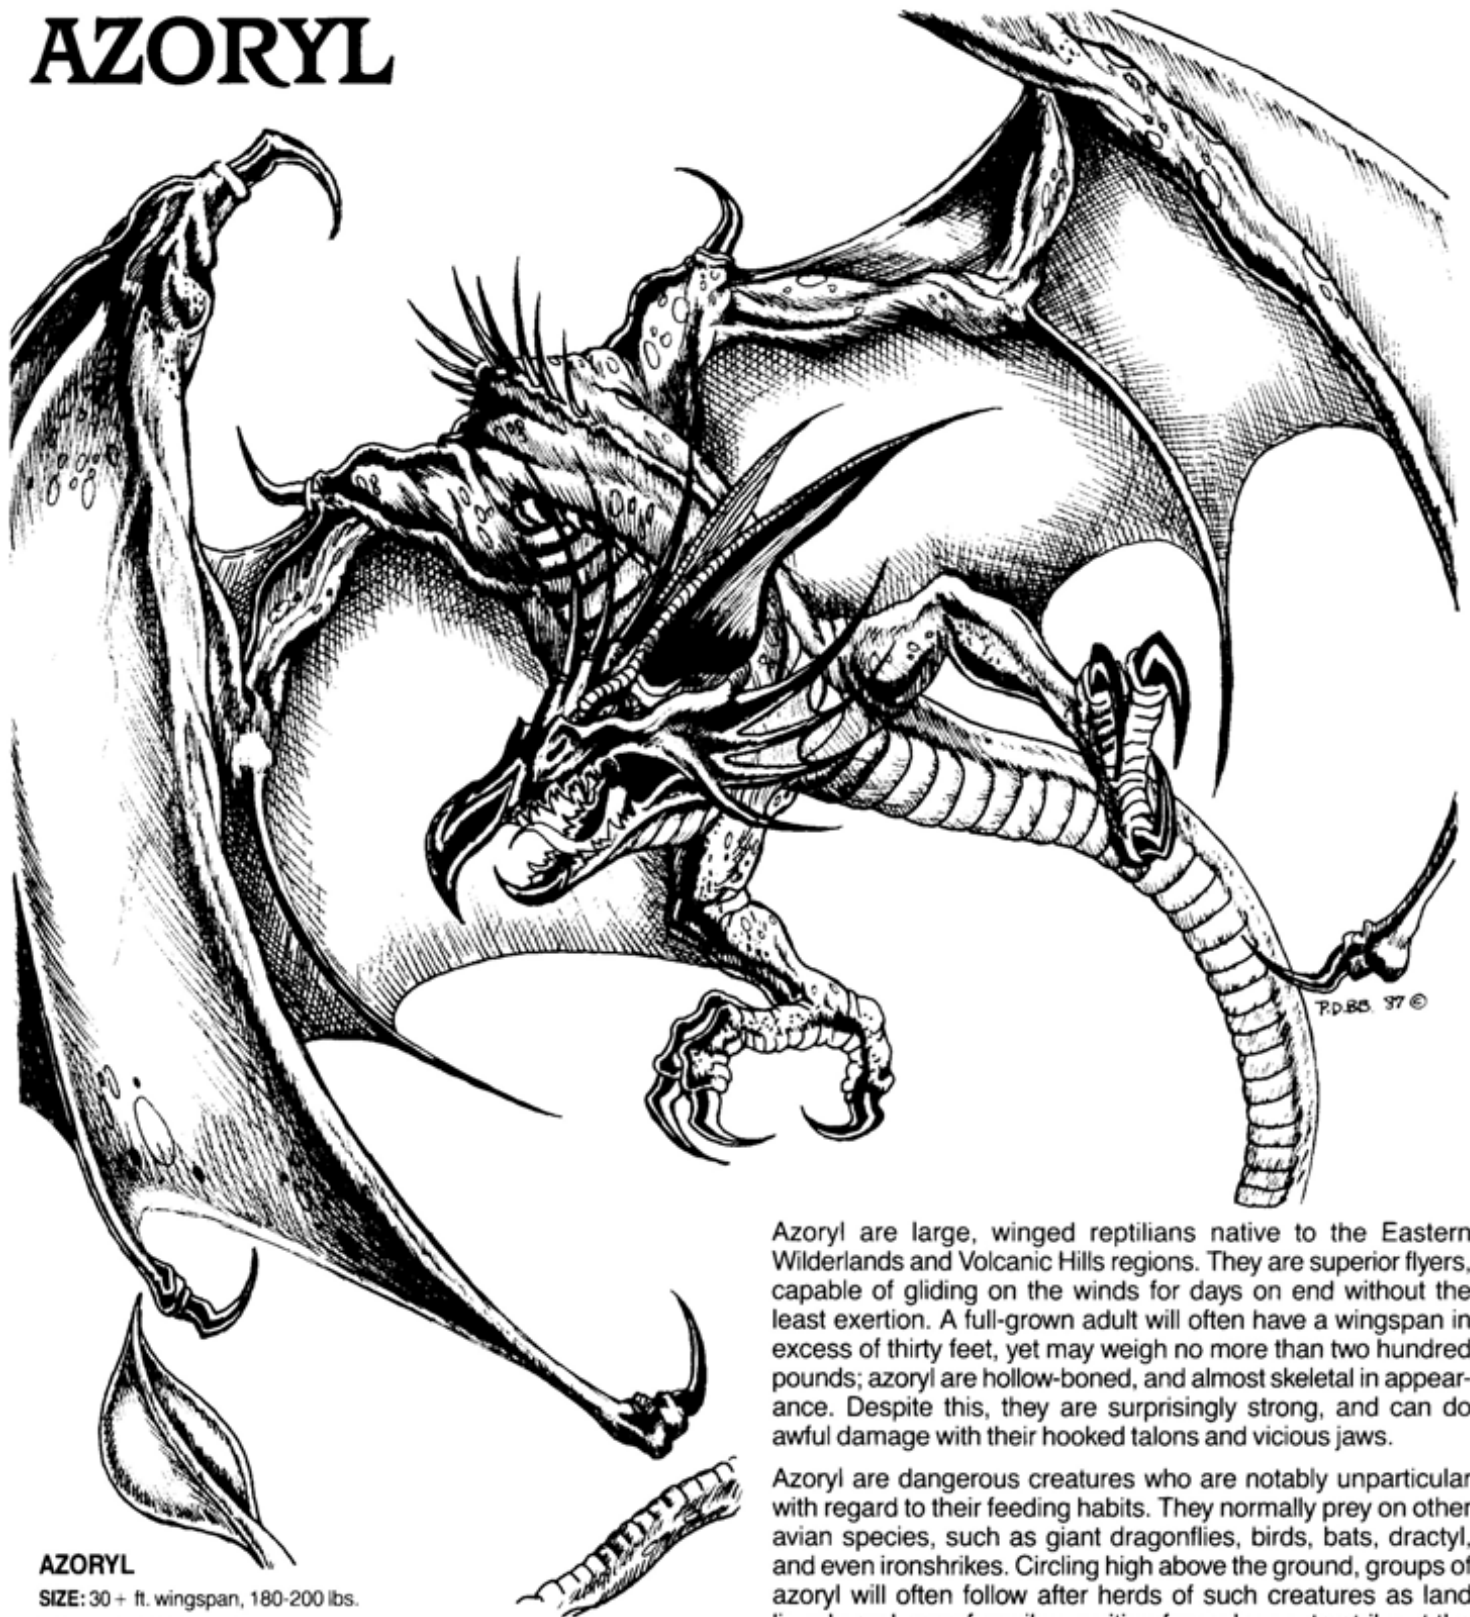 AZORYL
P.D.BB. 87 ©
Azoryl are large, winged reptilians native to the Eastern
Wilderlands and Volcanic Hills regions. They are superior flyers,
capable of gliding on the winds for days on end without the
least exertion. A full-grown adult will often have a wingspan in
excess of thirty feet, yet may weigh no more than two hundred
pounds; azoryl are hollow-boned, and almost skeletal in appear-
ance. Despite this, they are surprisingly strong, and can do
awful damage with their hooked talons and vicious jaws.
Azoryl are dangerous creatures who are notably unparticular
with regard to their feeding habits. They normally prey on other
avian species, such as giant dragonflies, birds, bats, dractyl,
and even ironshrikes. Circling high above the ground, groups of
azoryl will often follow after herds of such creatures as land
AZORYL
SIZE: 30+ ft. wingspan, 180-200 lbs.